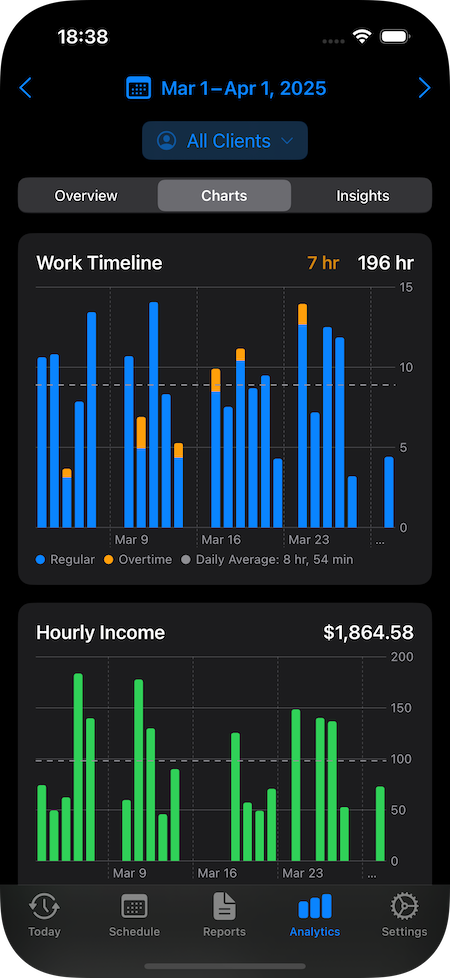 18:38
Mar 1 – Apr 1, 2025
All Clients
Overview Charts Insights
Work Timeline 7 hr 196 hr
15
10
5
0
Mar 9 Mar 16 Mar 23 ...
Regular Overtime Daily Average: 8 hr, 54 min
Hourly Income $1,864.58
200
150
100
50
0
Mar 9 Mar 16 Mar 23 ...
Today Schedule Reports Analytics Settings